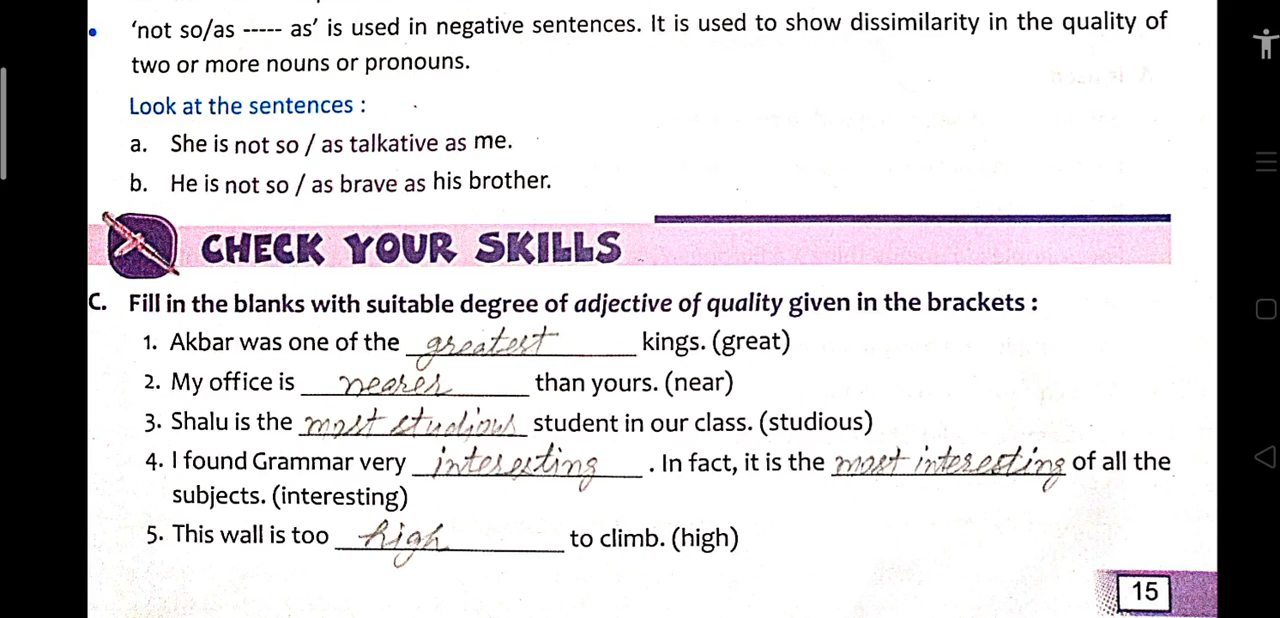 • ‘not so/as ----- as’ is used in negative sentences. It is used to show dissimilarity in the quality of
two or more nouns or pronouns.
Look at the sentences :
a. She is not so / as talkative as me.
b. He is not so / as brave as his brother.
CHECK YOUR SKILLS
C. Fill in the blanks with suitable degree of adjective of quality given in the brackets :
1. Akbar was one of the greatest kings. (great)
2. My office is nearer than yours. (near)
3. Shalu is the most studious student in our class. (studious)
4. I found Grammar very interesting . In fact, it is the most interesting of all the
subjects. (interesting)
5. This wall is too high to climb. (high)
15